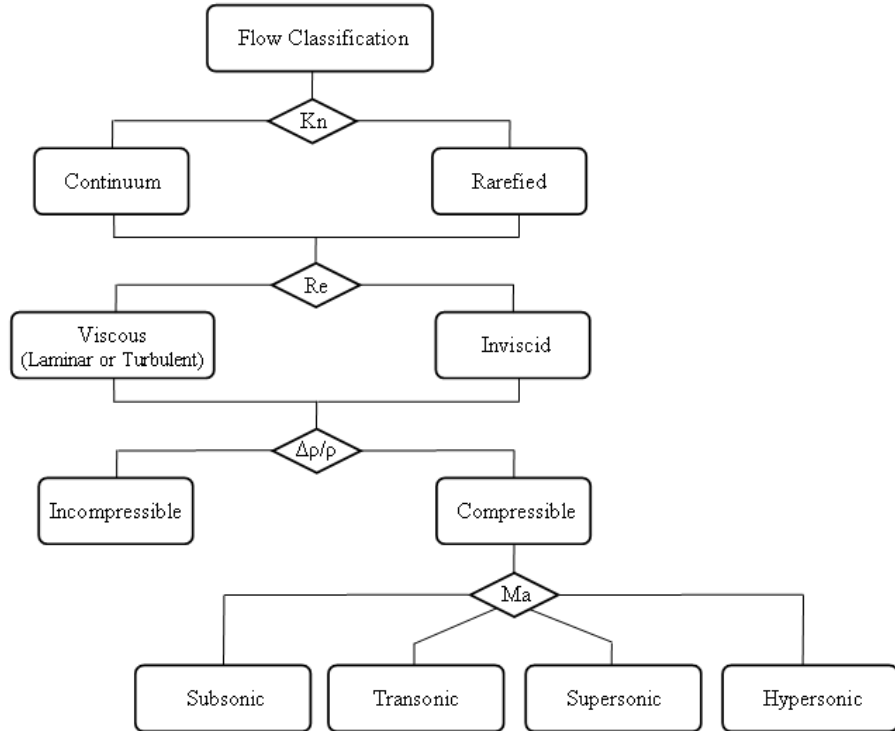 Flow Classification
Kn
Continuum
Rarefied
Re
Viscous
(Laminar or Turbulent)
Inviscid
Δρ/ρ
Incompressible
Compressible
Ma
Subsonic
Transonic
Supersonic
Hypersonic